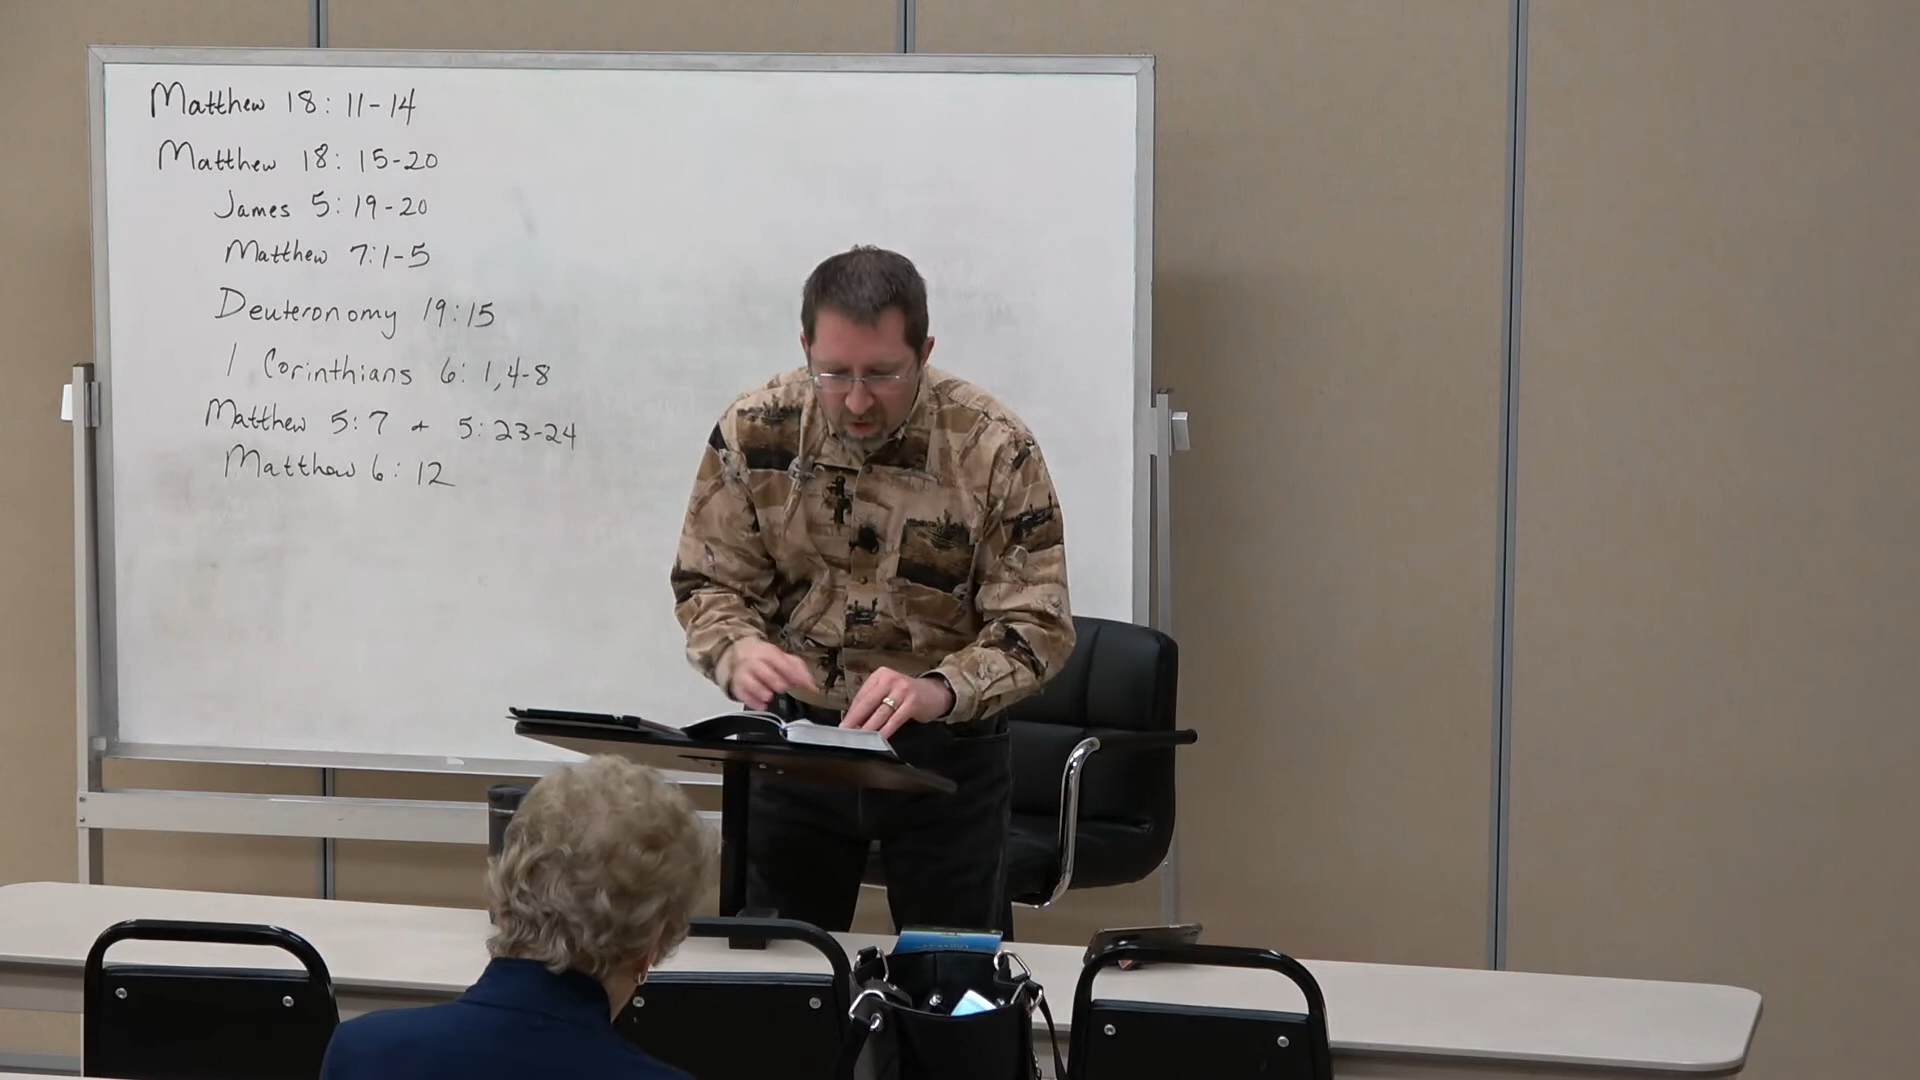 Matthew 18: 11-14
Matthew 18: 15-20
James 5: 19-20
Matthew 7:1-5
Deuteronomy 19:15
1 Corinthians 6: 1,4-8
Matthew 5:7 + 5: 23-24
Matthew 6: 12